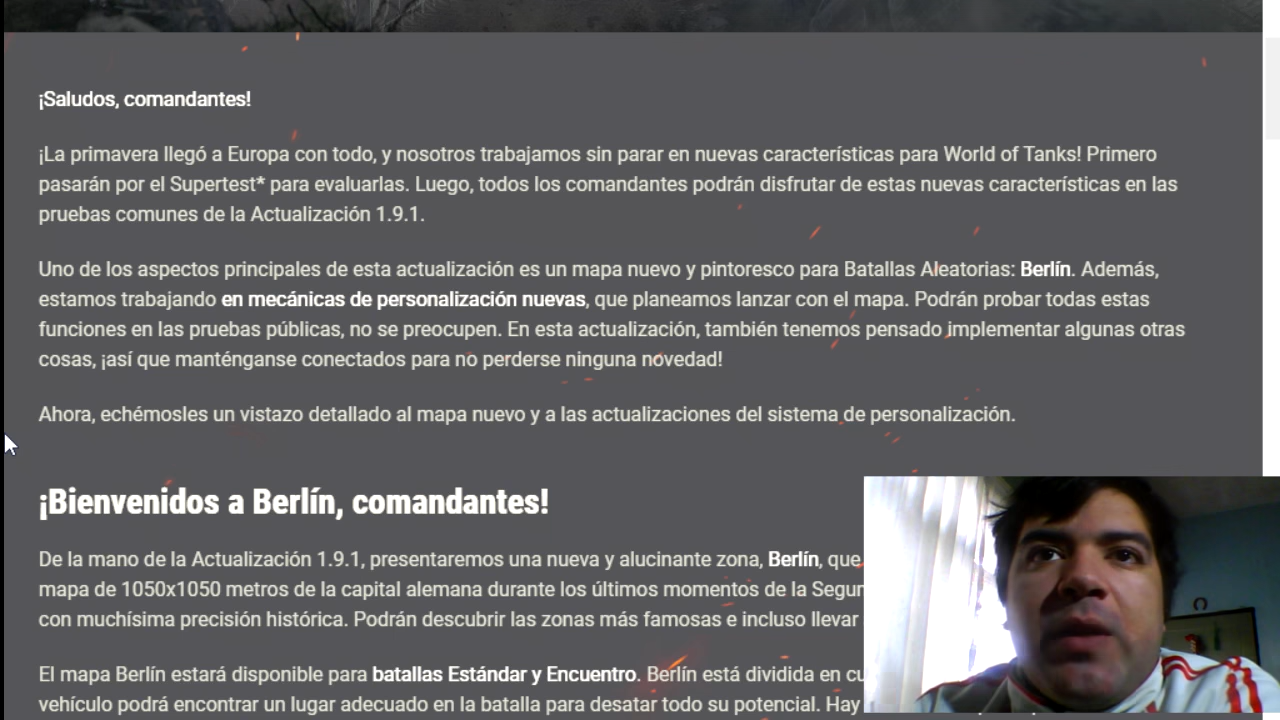 ¡Saludos, comandantes!
¡La primavera llegó a Europa con todo, y nosotros trabajamos sin parar en nuevas características para World of Tanks! Primero
pasarán por el Supertest* para evaluarlas. Luego, todos los comandantes podrán disfrutar de estas nuevas características en las
pruebas comunes de la Actualización 1.9.1.
Uno de los aspectos principales de esta actualización es un mapa nuevo y pintoresco para Batallas Aleatorias: Berlín. Además,
estamos trabajando en mecánicas de personalización nuevas, que planeamos lanzar con el mapa. Podrán probar todas estas
funciones en las pruebas públicas, no se preocupen. En esta actualización, también tenemos pensado implementar algunas otras
cosas, ¡así que manténganse conectados para no perderse ninguna novedad!
Ahora, echémosles un vistazo detallado al mapa nuevo y a las actualizaciones del sistema de personalización.
¡Bienvenidos a Berlín, comandantes!
De la mano de la Actualización 1.9.1, presentaremos una nueva y alucinante zona, Berlín, que
mapa de 1050x1050 metros de la capital alemana durante los últimos momentos de la Segun
con muchísima precisión histórica. Podrán descubrir las zonas más famosas e incluso llevar
El mapa Berlín estará disponible para batallas Estándar y Encuentro. Berlín está dividida en cu
vehículo podrá encontrar un lugar adecuado en la batalla para desatar todo su potencial. Hay